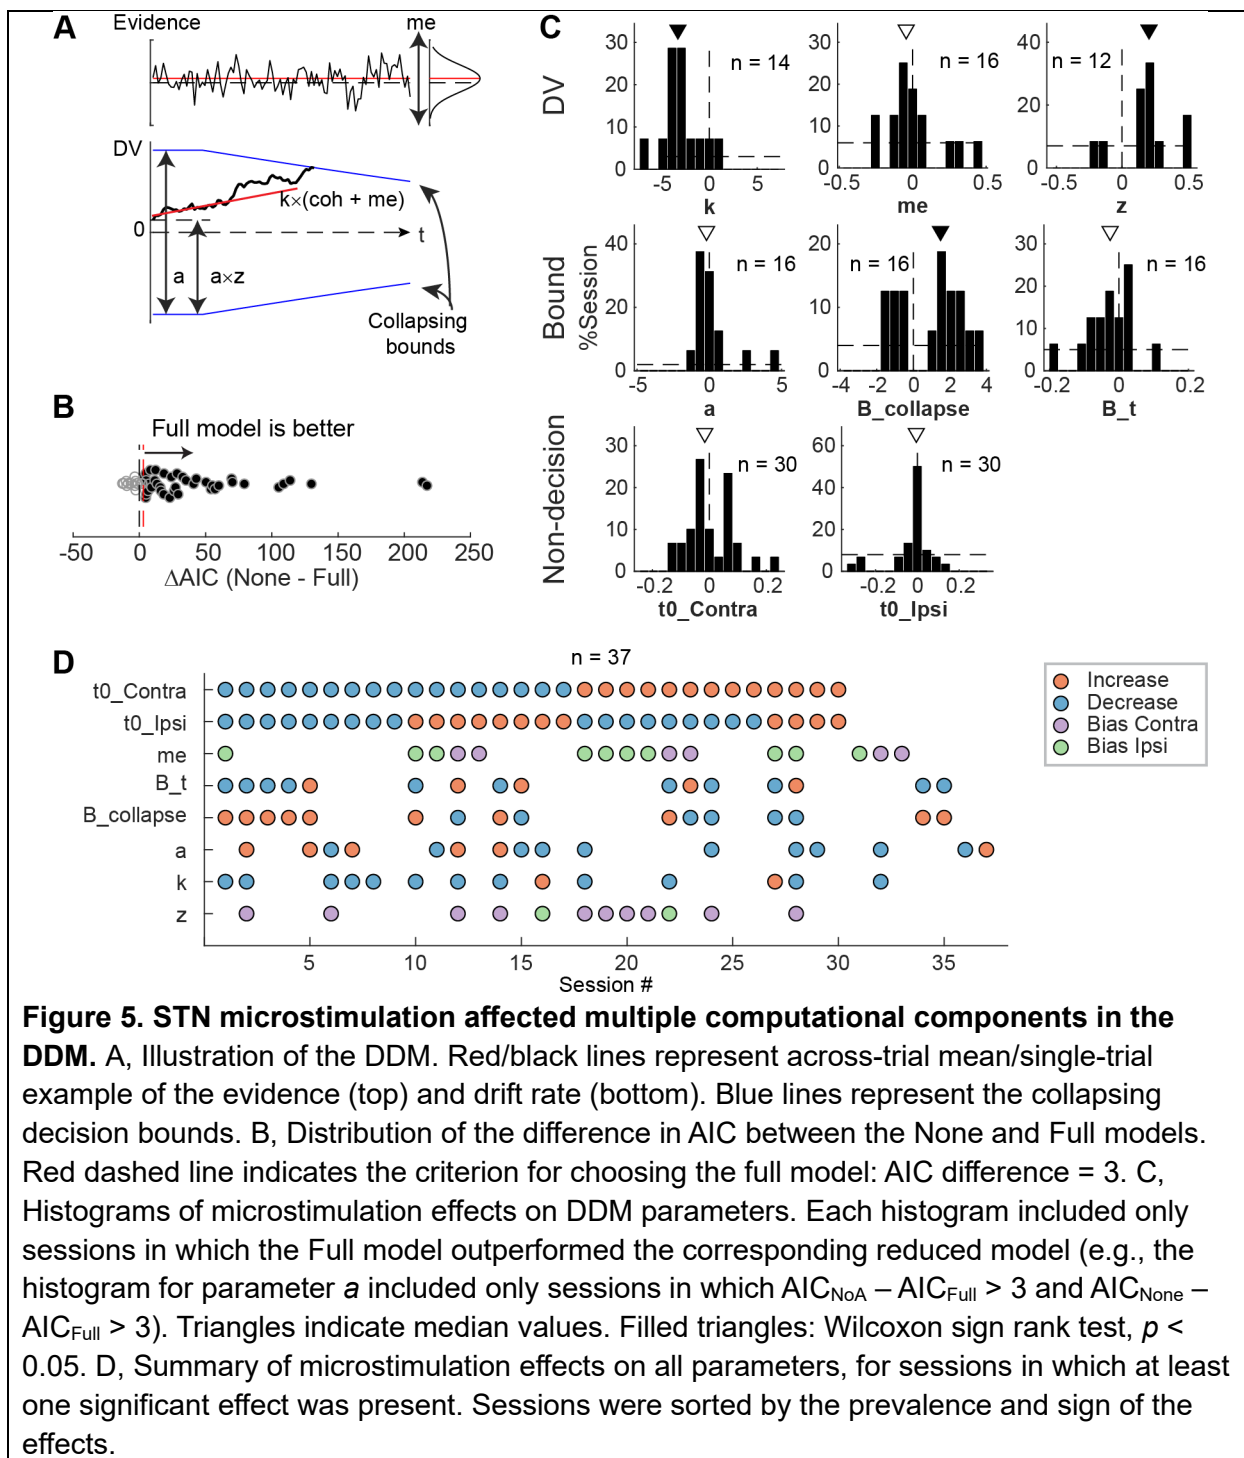 A
Evidence
me
DV
0
k×(coh + me)
t
a
a×z
Collapsing
bounds
B
Full model is better
-50
0
50
100
150
200
250
ΔAIC (None - Full)
C
DV
30
20
10
0
n = 14
-5
0
5
k
30
20
10
0
n = 16
-0.5
0
0.5
me
40
20
0
n = 12
-0.5
0
0.5
z
Bound
%Session
40
20
0
n = 16
-5
0
5
a
20
10
0
n = 16
-4
-2
0
2
4
B_collapse
30
20
10
0
n = 16
-0.2
0
0.2
B_t
Non-decision
30
20
10
0
n = 30
-0.2
0
0.2
t0_Contra
60
40
20
0
n = 30
-0.2
0
0.2
t0_Ipsi
D
n = 37
t0_Contra
t0_Ipsi
me
B_t
B_collapse
a
k
z
5
10
15
20
25
30
35
Session #
Increase
Decrease
Bias Contra
Bias Ipsi
Figure 5. STN microstimulation affected multiple computational components in the
DDM. A, Illustration of the DDM. Red/black lines represent across-trial mean/single-trial
example of the evidence (top) and drift rate (bottom). Blue lines represent the collapsing
decision bounds. B, Distribution of the difference in AIC between the None and Full models.
Red dashed line indicates the criterion for choosing the full model: AIC difference = 3. C,
Histograms of microstimulation effects on DDM parameters. Each histogram included only
sessions in which the Full model outperformed the corresponding reduced model (e.g., the
histogram for parameter a included only sessions in which AICNoA – AICFull > 3 and AICNone –
AICFull > 3). Triangles indicate median values. Filled triangles: Wilcoxon sign rank test, p <
0.05. D, Summary of microstimulation effects on all parameters, for sessions in which at least
one significant effect was present. Sessions were sorted by the prevalence and sign of the
effects.